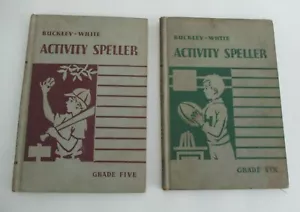 BUCKLEY-WHITE
ACTIVITY SPELLER
GRADE FIVE
BUCKLEY-WHITE
ACTIVITY SPELLER
GRADE SIX